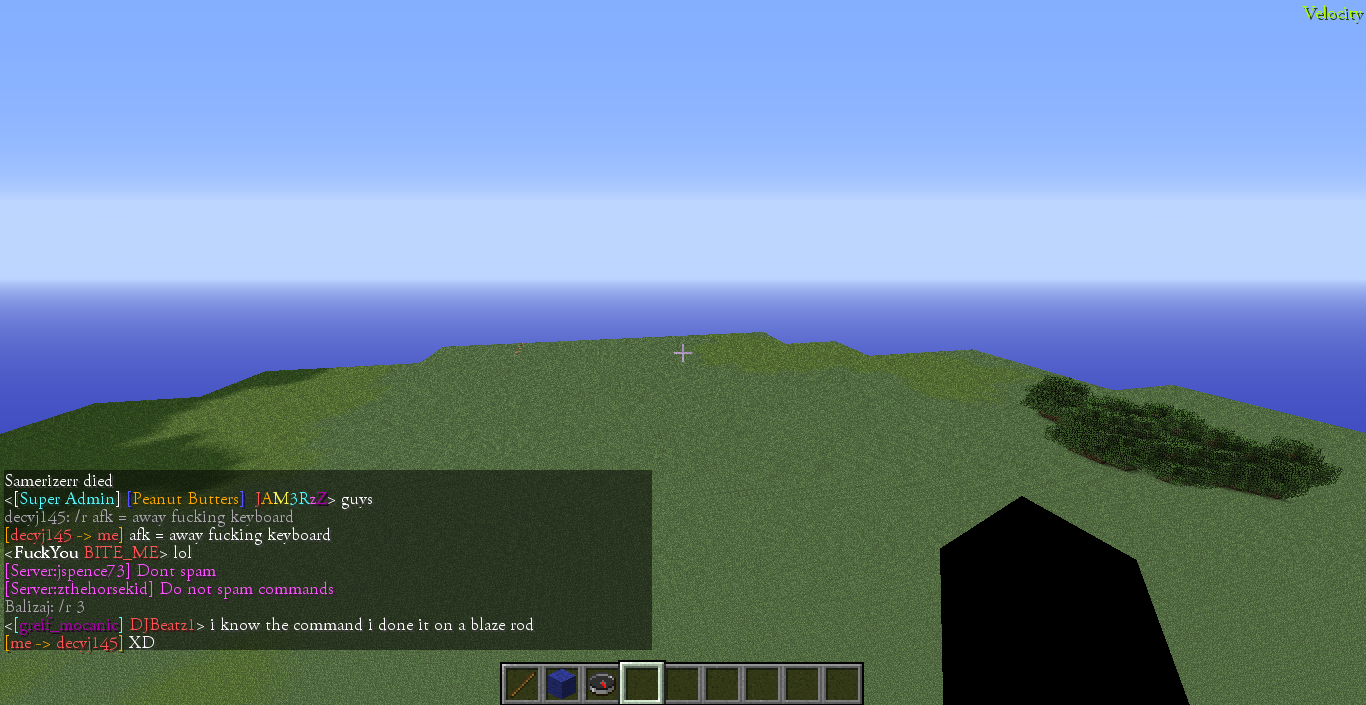 Velocity
Samerizerr died
<[Super Admin] [Peanut Butters] JAM3RzZ> guys
decvj145: /r afk = away fucking keyboard
[decvj145 -> me] afk = away fucking keyboard
<FuckYou BITE_ME> lol
[Server:jspence73] Dont spam
[Server:zthehorsekid] Do not spam commands
Balizaj: /r 3
<[greif_mocanic] DJBeatz1> i know the command i done it on a blaze rod
[me -> decvj145] XD